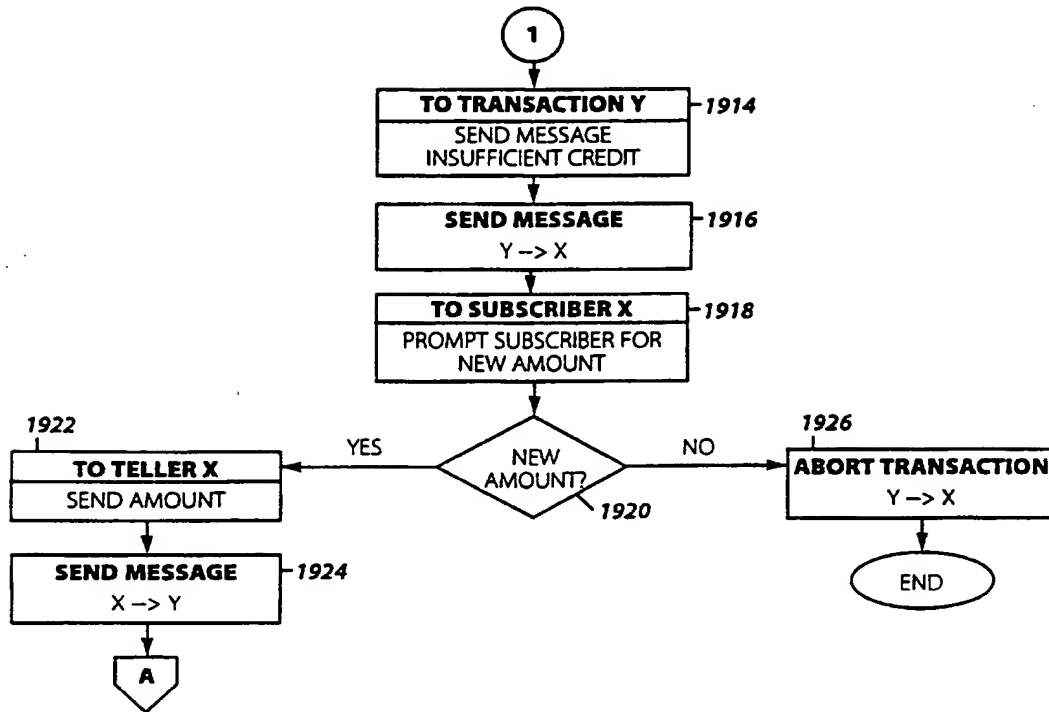 1
TO TRANSACTION Y
1914
SEND MESSAGE
INSUFFICIENT CREDIT
SEND MESSAGE
1916
Y --> X
TO SUBSCRIBER X
1918
PROMPT SUBSCRIBER FOR
NEW AMOUNT
NEW
AMOUNT?
1920
YES
NO
1922
TO TELLER X
SEND AMOUNT
SEND MESSAGE
1924
X --> Y
A
1926
ABORT TRANSACTION
Y --> X
END